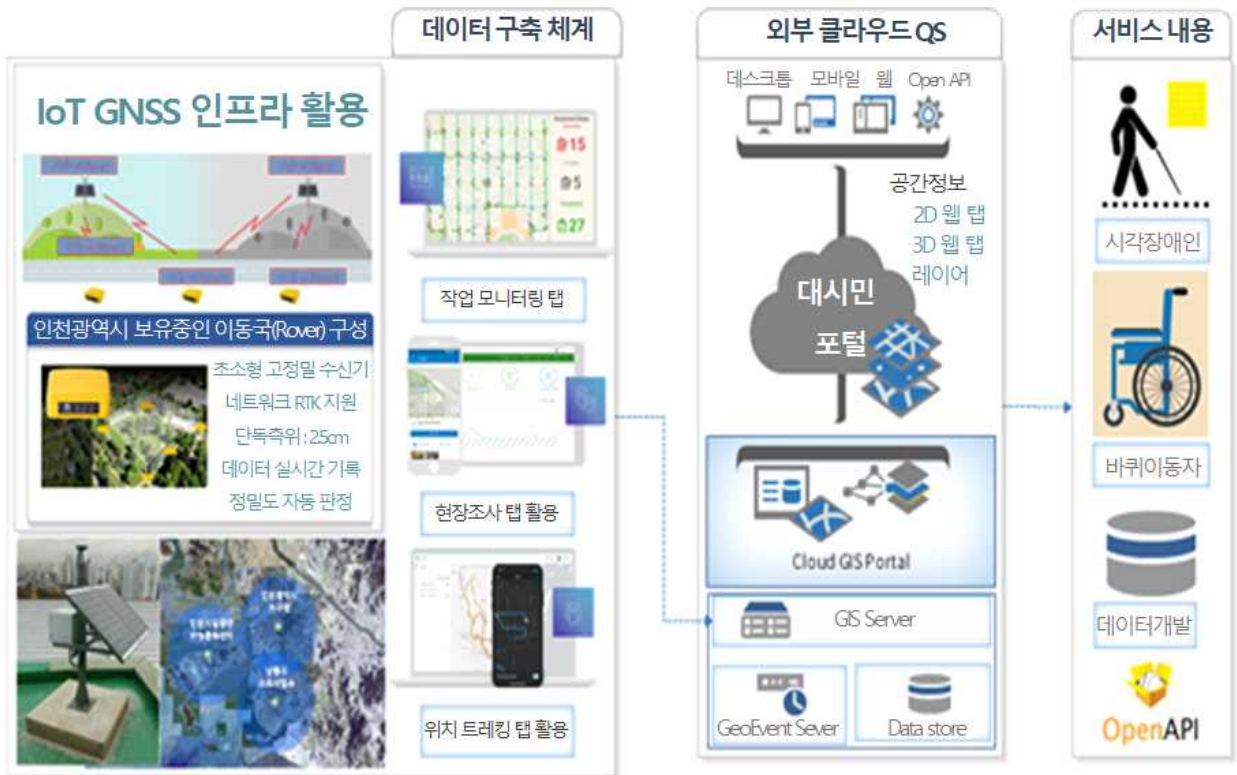 데이터 구축 체계
IoT GNSS 인프라 활용
인천광역시 보유중인 이동국(Rover) 구성
초소형 고정밀 수신기
네트워크 RTK 지원
단독측위 : 25cm
데이터 실시간 기록
정밀도 자동 판정
15
5
27
작업 모니터링 탭
현장조사 탭 활용
위치 트레킹 탭 활용
외부 클라우드 QS
데스크톱 모바일 웹 Open API
공간정보
2D 웹 탭
3D 웹 탭
레이어
대시민
포털
Cloud GIS Portal
GIS Server
GeoEvent Sever
Data store
서비스 내용
시각장애인
바퀴이동자
데이터개발
OpenAPI